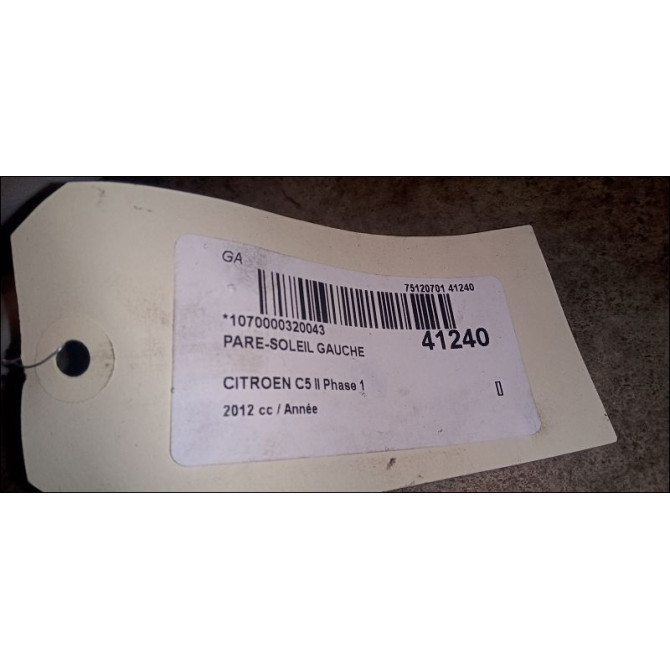 GA
75120701 41240
*1070000320043
41240
PARE-SOLEIL GAUCHE
CITROEN C5 II Phase 1
2012 cc / Année